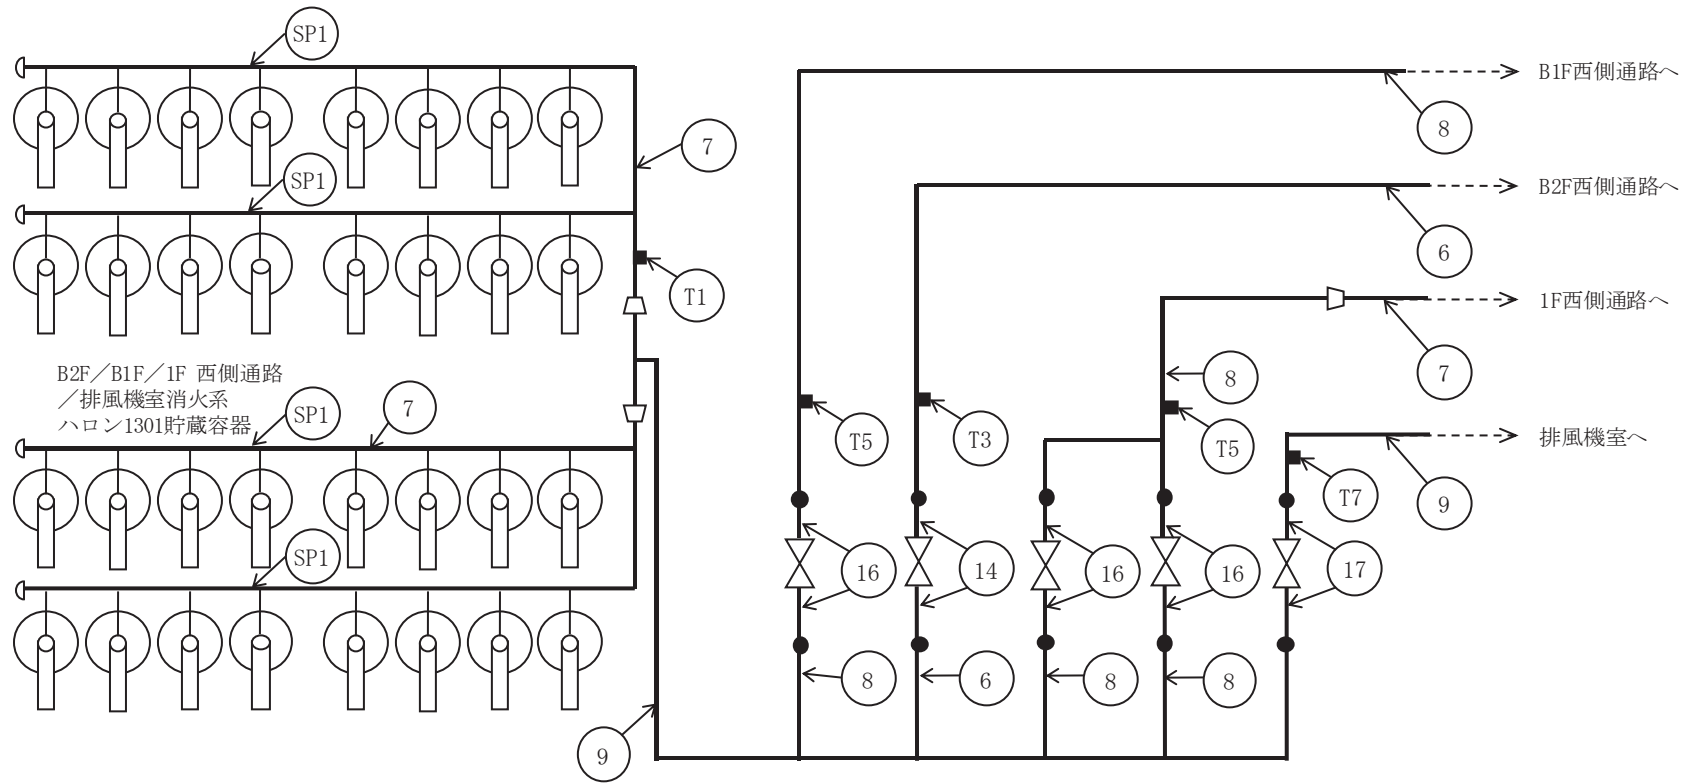 SP1
B1F西側通路へ
8
7
SP1
B2F西側通路へ
6
T1
1F西側通路へ
7
8
B2F／B1F／1F 西側通路
／排風機室消火系
ハロン1301貯蔵容器
SP1
7
T5
T3
T5
排風機室へ
T7
9
SP1
16
14
16
16
17
8
6
8
8
9